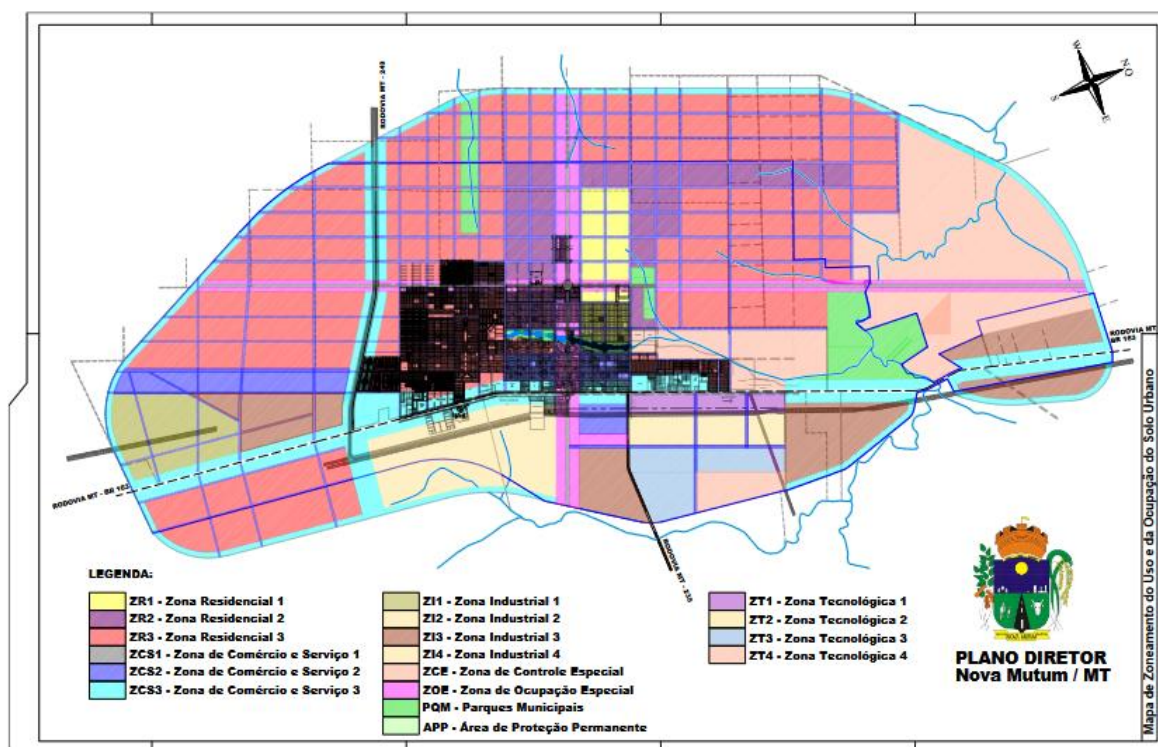 W
NO
S
E
RODOVIA MT - 249
RODOVIA MT
BR 163
RODOVIA MT - BR 163
RODOVIA MT - 235
LEGENDA:
ZR1 - Zona Residencial 1
ZR2 - Zona Residencial 2
ZR3 - Zona Residencial 3
ZCS1 - Zona de Comércio e Serviço 1
ZCS2 - Zona de Comércio e Serviço 2
ZCS3 - Zona de Comércio e Serviço 3
ZI1 - Zona Industrial 1
ZI2 - Zona Industrial 2
ZI3 - Zona Industrial 3
ZI4 - Zona Industrial 4
ZCE - Zona de Controle Especial
ZOE - Zona de Ocupação Especial
PQM - Parques Municipais
APP - Área de Proteção Permanente
ZT1 - Zona Tecnológica 1
ZT2 - Zona Tecnológica 2
ZT3 - Zona Tecnológica 3
ZT4 - Zona Tecnológica 4
PLANO DIRETOR
Nova Mutum / MT
Mapa de Zoneamento do Uso e da Ocupação do Solo Urbano